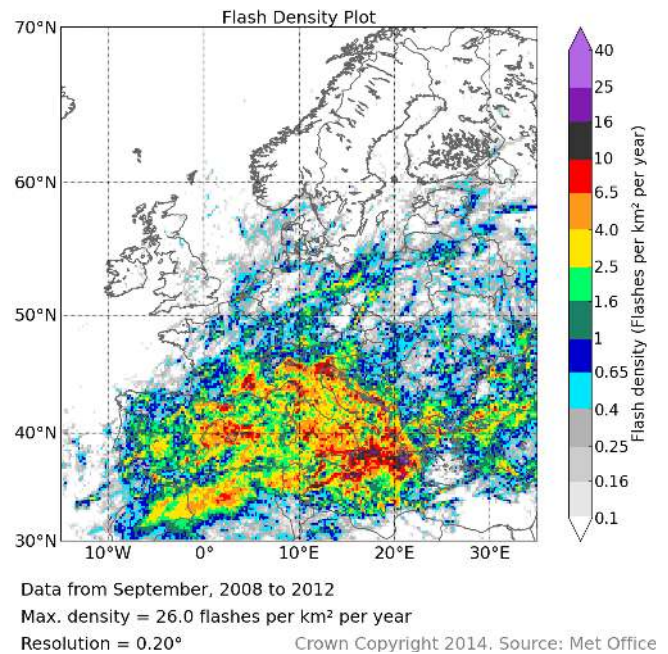 Flash Density Plot
70°N
60°N
50°N
40°N
30°N
10°W 0° 10°E 20°E 30°E
40
25
16
10
6.5
4.0
2.5
1.6
1
0.65
0.4
0.25
0.16
0.1
Flash density (Flashes per km² per year)
Data from September, 2008 to 2012
Max. density = 26.0 flashes per km² per year
Resolution = 0.20°
Crown Copyright 2014. Source: Met Office